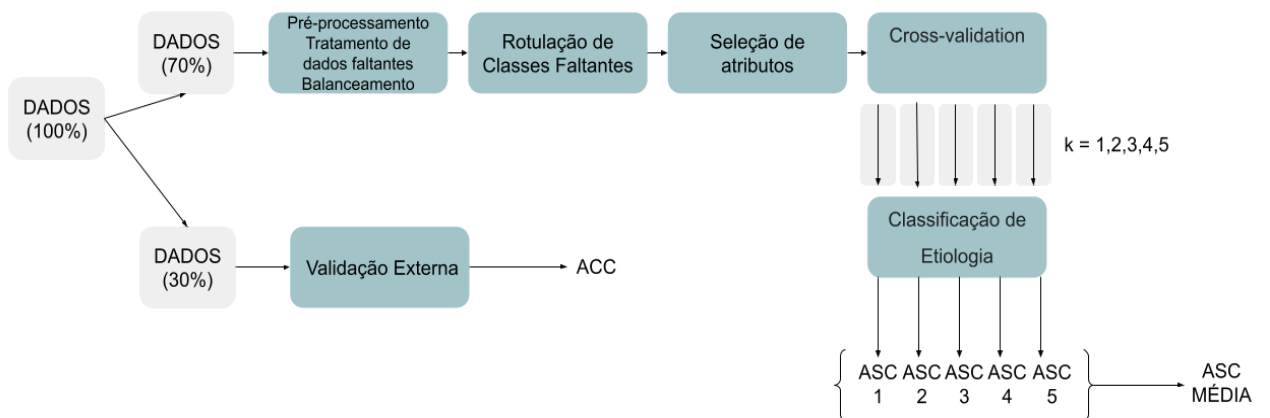 DADOS
(100%)
DADOS
(70%)
Pré-processamento
Tratamento de
dados faltantes
Balanceamento
Rotulação de
Classes Faltantes
Seleção de
atributos
Cross-validation
k = 1,2,3,4,5
Classificação de
Etiologia
DADOS
(30%)
Validação Externa
ACC
ASC ASC ASC ASC ASC
1 2 3 4 5
ASC
MÉDIA